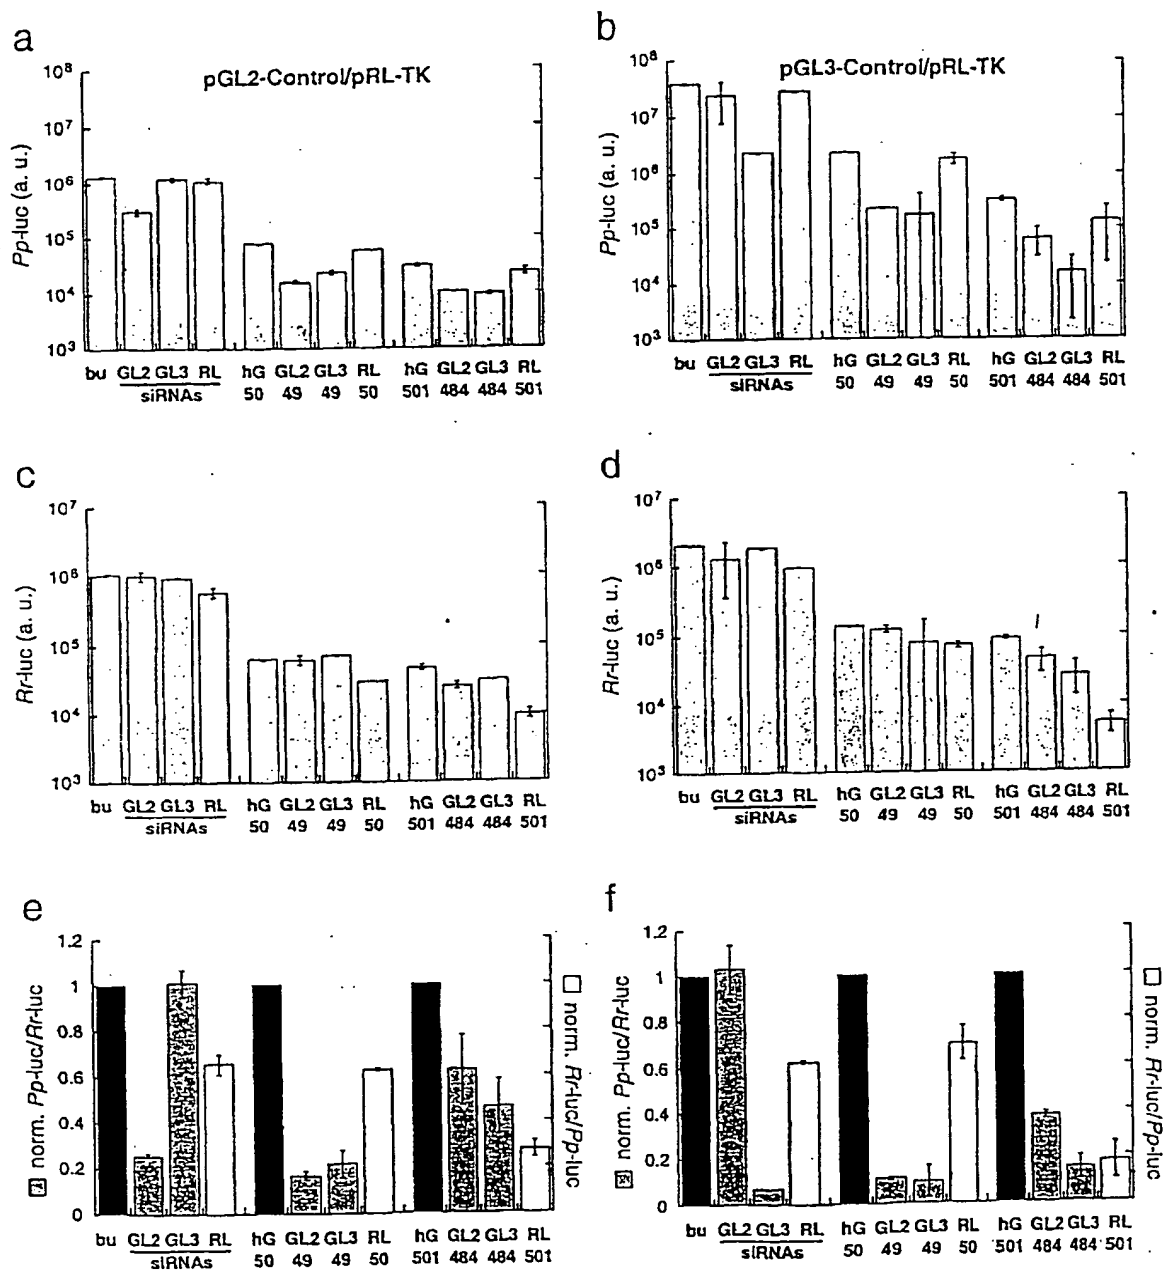 a
pGL2-Control/pRL-TK
Pp-luc (a. u.)
10⁸
10⁷
10⁶
10⁵
10⁴
10³
bu GL2 GL3 RL hG GL2 GL3 RL hG GL2 GL3 RL
siRNAs 50 49 49 50 501 484 484 501
b
pGL3-Control/pRL-TK
Pp-luc (a. u.)
10⁸
10⁷
10⁶
10⁵
10⁴
10³
bu GL2 GL3 RL hG GL2 GL3 RL hG GL2 GL3 RL
siRNAs 50 49 49 50 501 484 484 501
c
Rr-luc (a. u.)
10⁷
10⁶
10⁵
10⁴
10³
bu GL2 GL3 RL hG GL2 GL3 RL hG GL2 GL3 RL
siRNAs 50 49 49 50 501 484 484 501
d
Rr-luc (a. u.)
10⁷
10⁶
10⁵
10⁴
10³
bu GL2 GL3 RL hG GL2 GL3 RL hG GL2 GL3 RL
siRNAs 50 49 49 50 501 484 484 501
e
norm. Pp-luc/Rr-luc
1.2
1
0.8
0.6
0.4
0.2
0
norm. Rr-luc/Pp-luc
bu GL2 GL3 RL hG GL2 GL3 RL hG GL2 GL3 RL
siRNAs 50 49 49 50 501 484 484 501
f
norm. Pp-luc/Rr-luc
1.2
1
0.8
0.6
0.4
0.2
0
norm. Rr-luc/Pp-luc
bu GL2 GL3 RL hG GL2 GL3 RL hG GL2 GL3 RL
siRNAs 50 49 49 50 501 484 484 501